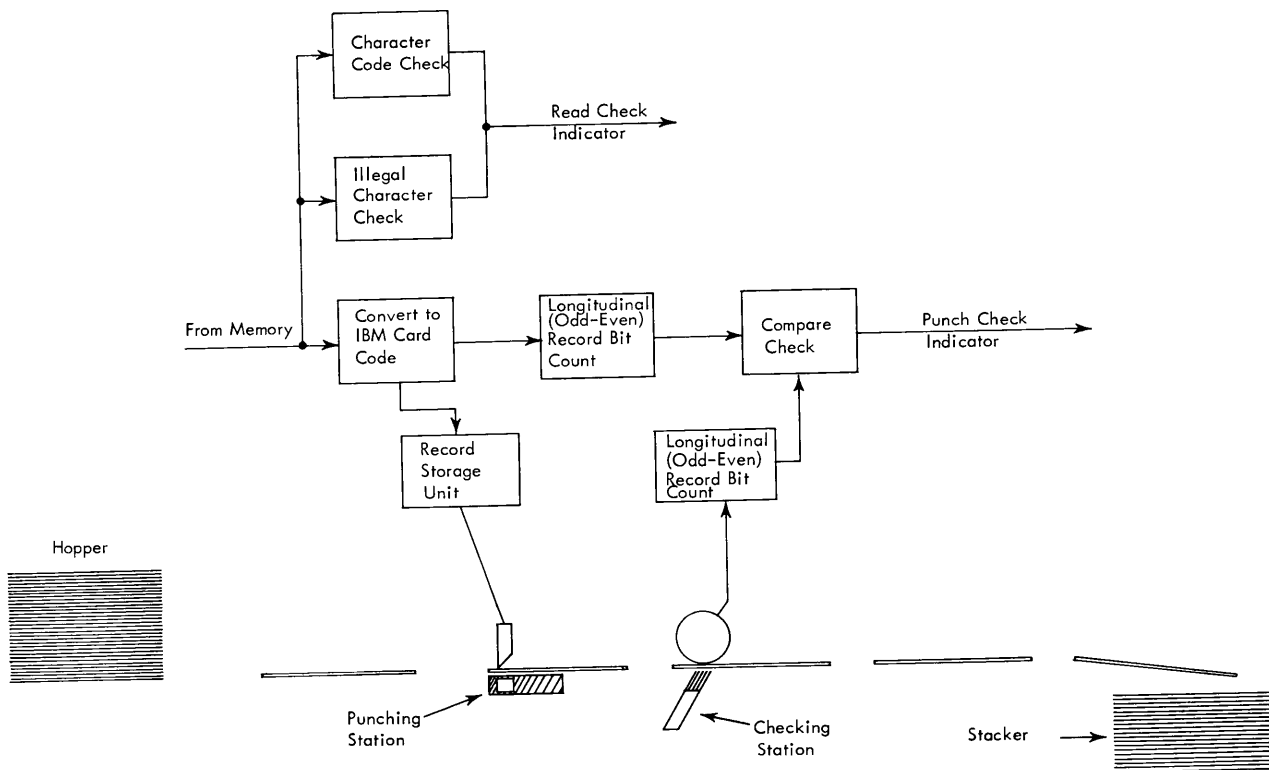 Character
Code Check
Read Check
Indicator
Illegal
Character
Check
From Memory
Convert to
IBM Card
Code
Longitudinal
(Odd-Even)
Record Bit
Count
Compare
Check
Punch Check
Indicator
Record
Storage
Unit
Longitudinal
(Odd-Even)
Record Bit
Count
Hopper
Punching
Station
Checking
Station
Stacker